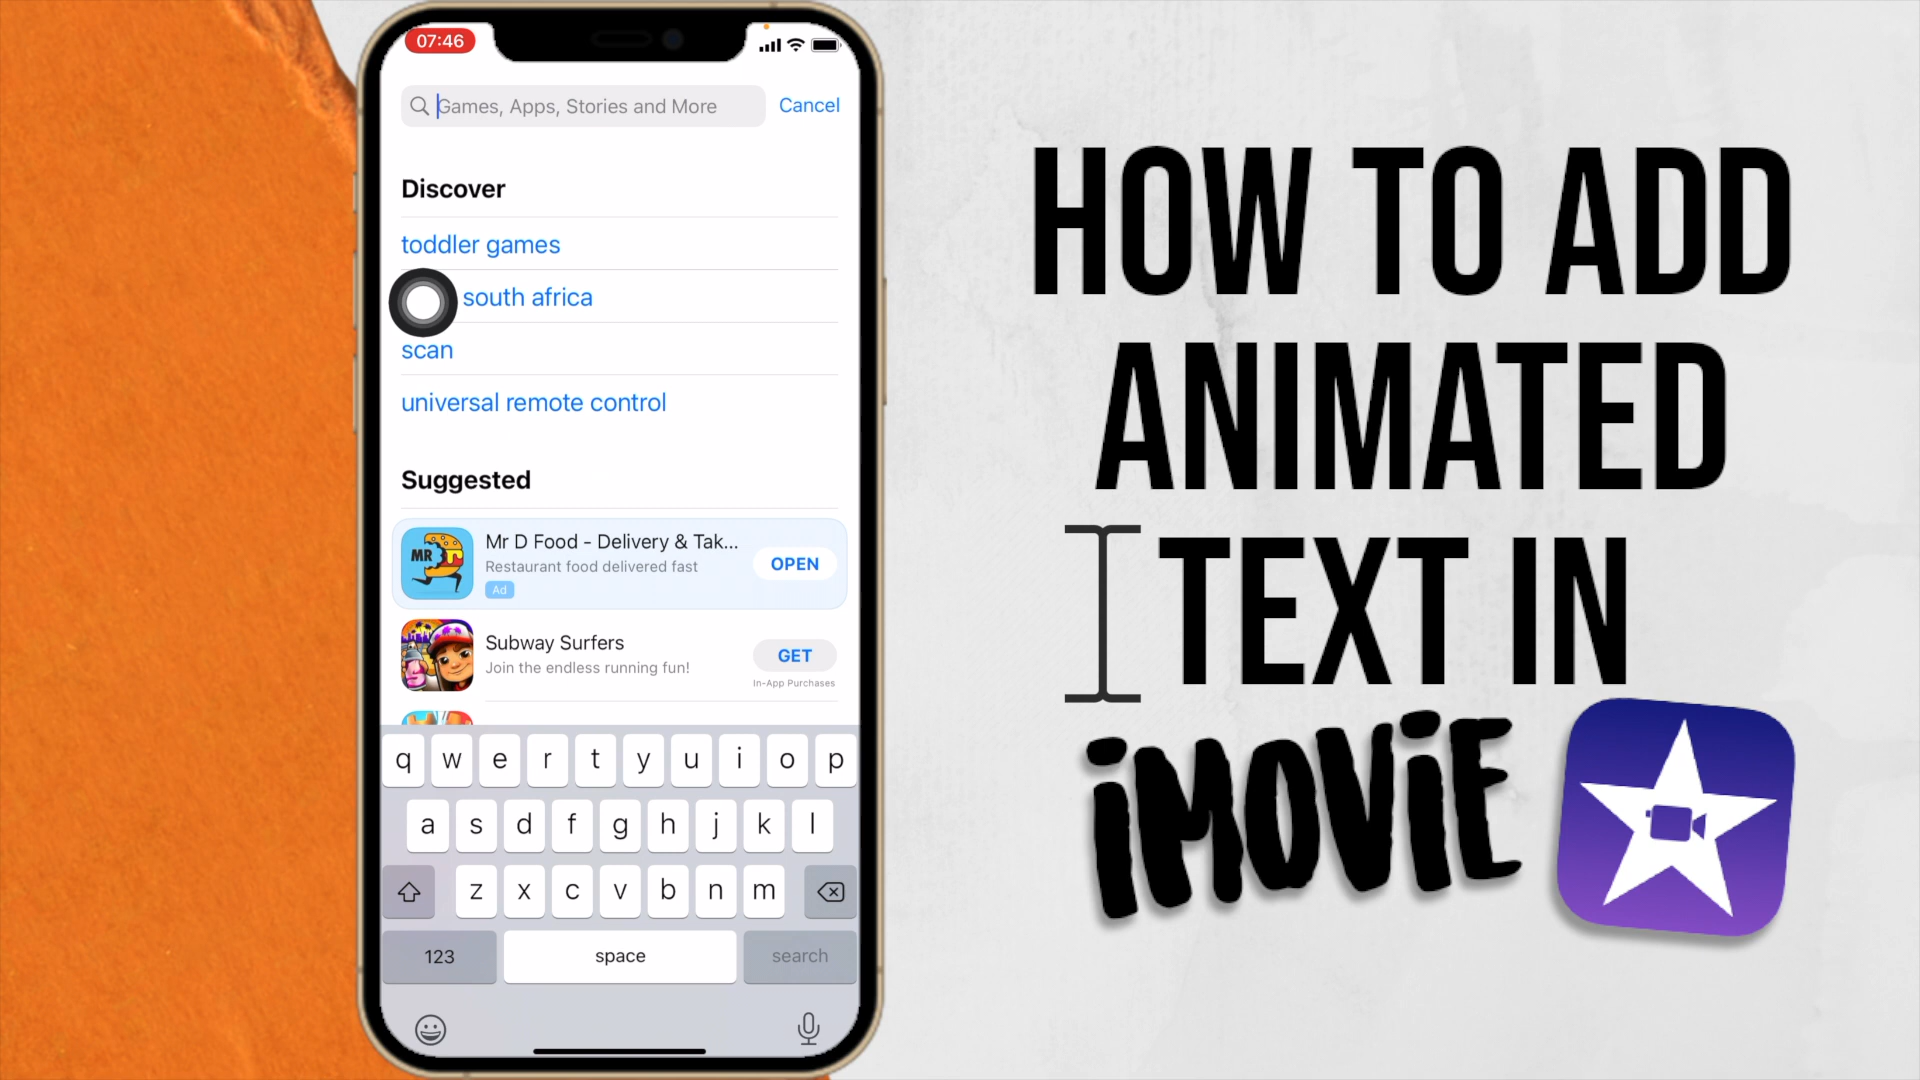 07:46
Games, Apps, Stories and More
Cancel
Discover
toddler games
south africa
scan
universal remote control
Suggested
MR D
Mr D Food - Delivery & Tak...
Restaurant food delivered fast
Ad
OPEN
Subway Surfers
Join the endless running fun!
GET
In-App Purchases
q w e r t y u i o p
a s d f g h j k l
z x c v b n m
123
space
search
HOW TO ADD
ANIMATED
TEXT IN
iMOViE